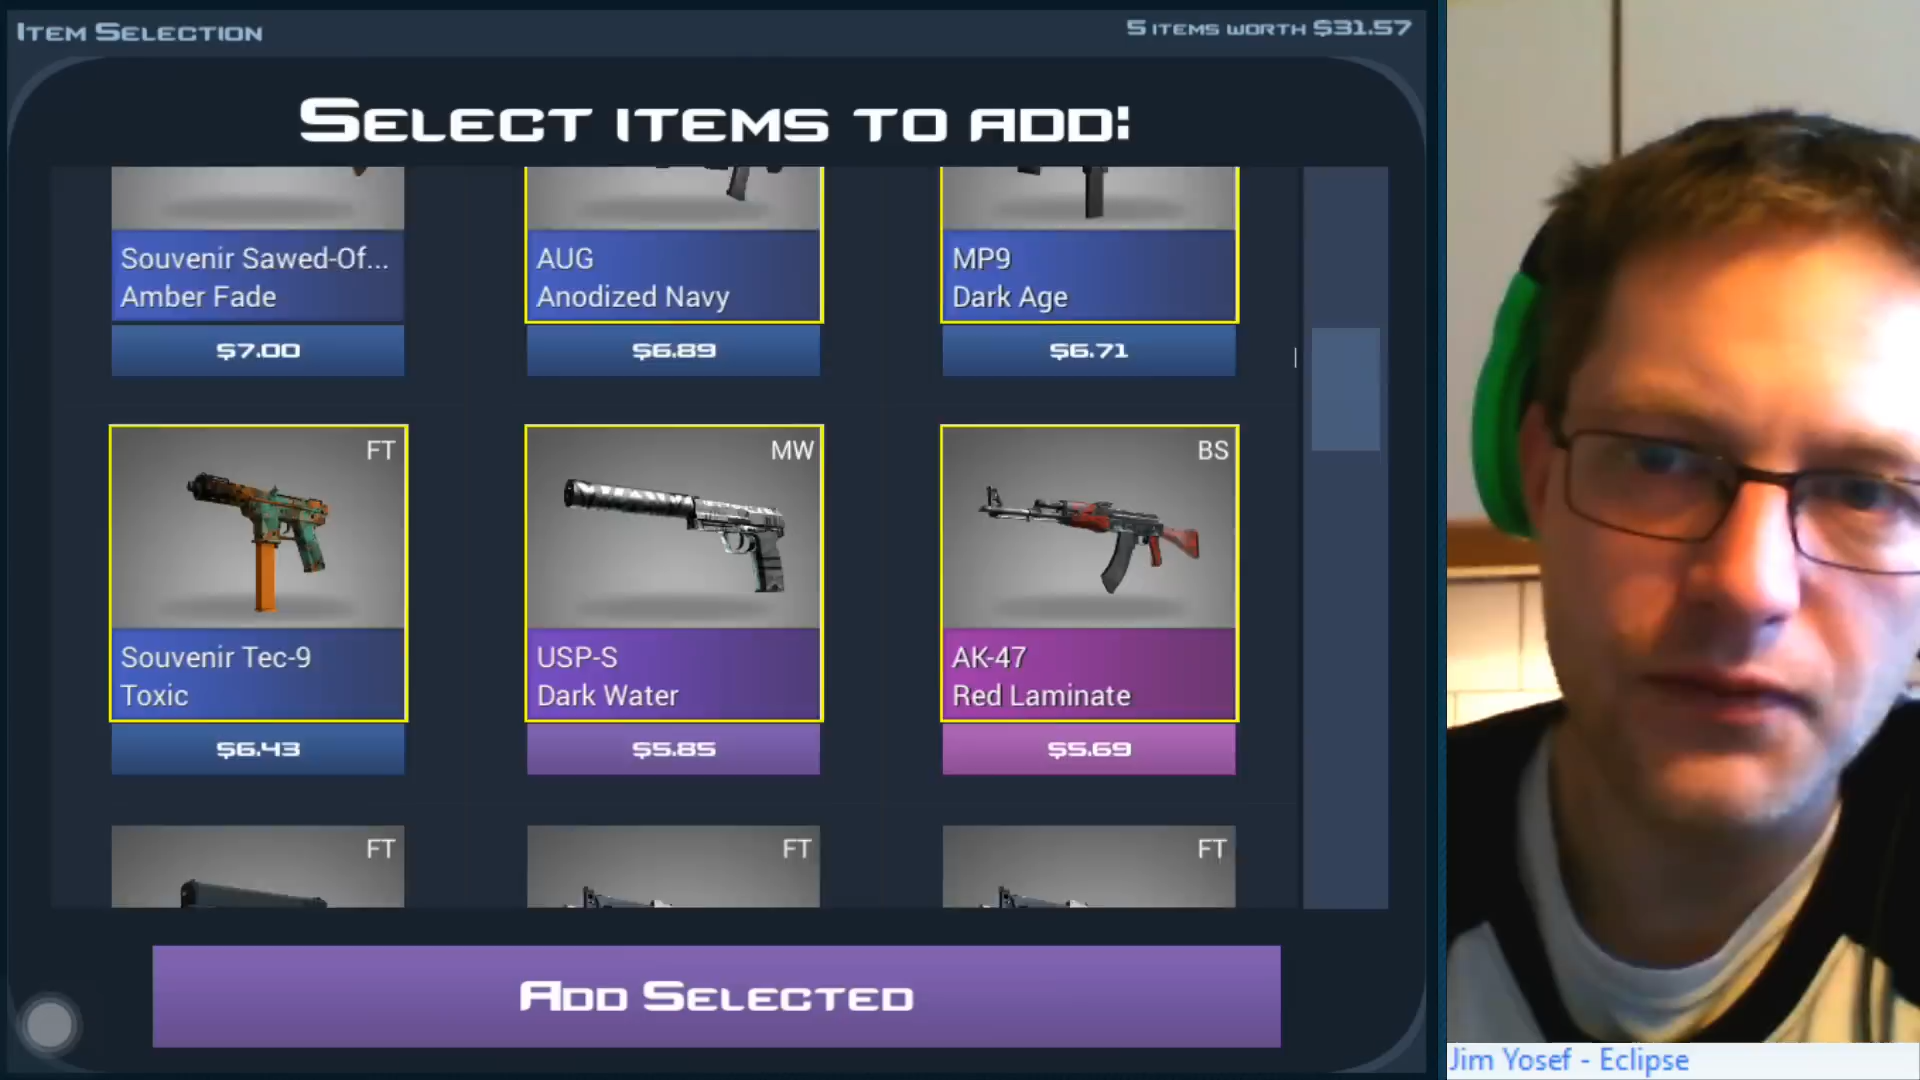 Item Selection
5 items worth $31.57
Select items to add:
Souvenir Sawed-Of...
Amber Fade
$7.00
AUG
Anodized Navy
$6.89
MP9
Dark Age
$6.71
FT
Souvenir Tec-9
Toxic
$6.43
MW
USP-S
Dark Water
$5.85
BS
AK-47
Red Laminate
$5.69
FT
FT
FT
Add Selected
Jim Yosef - Eclipse